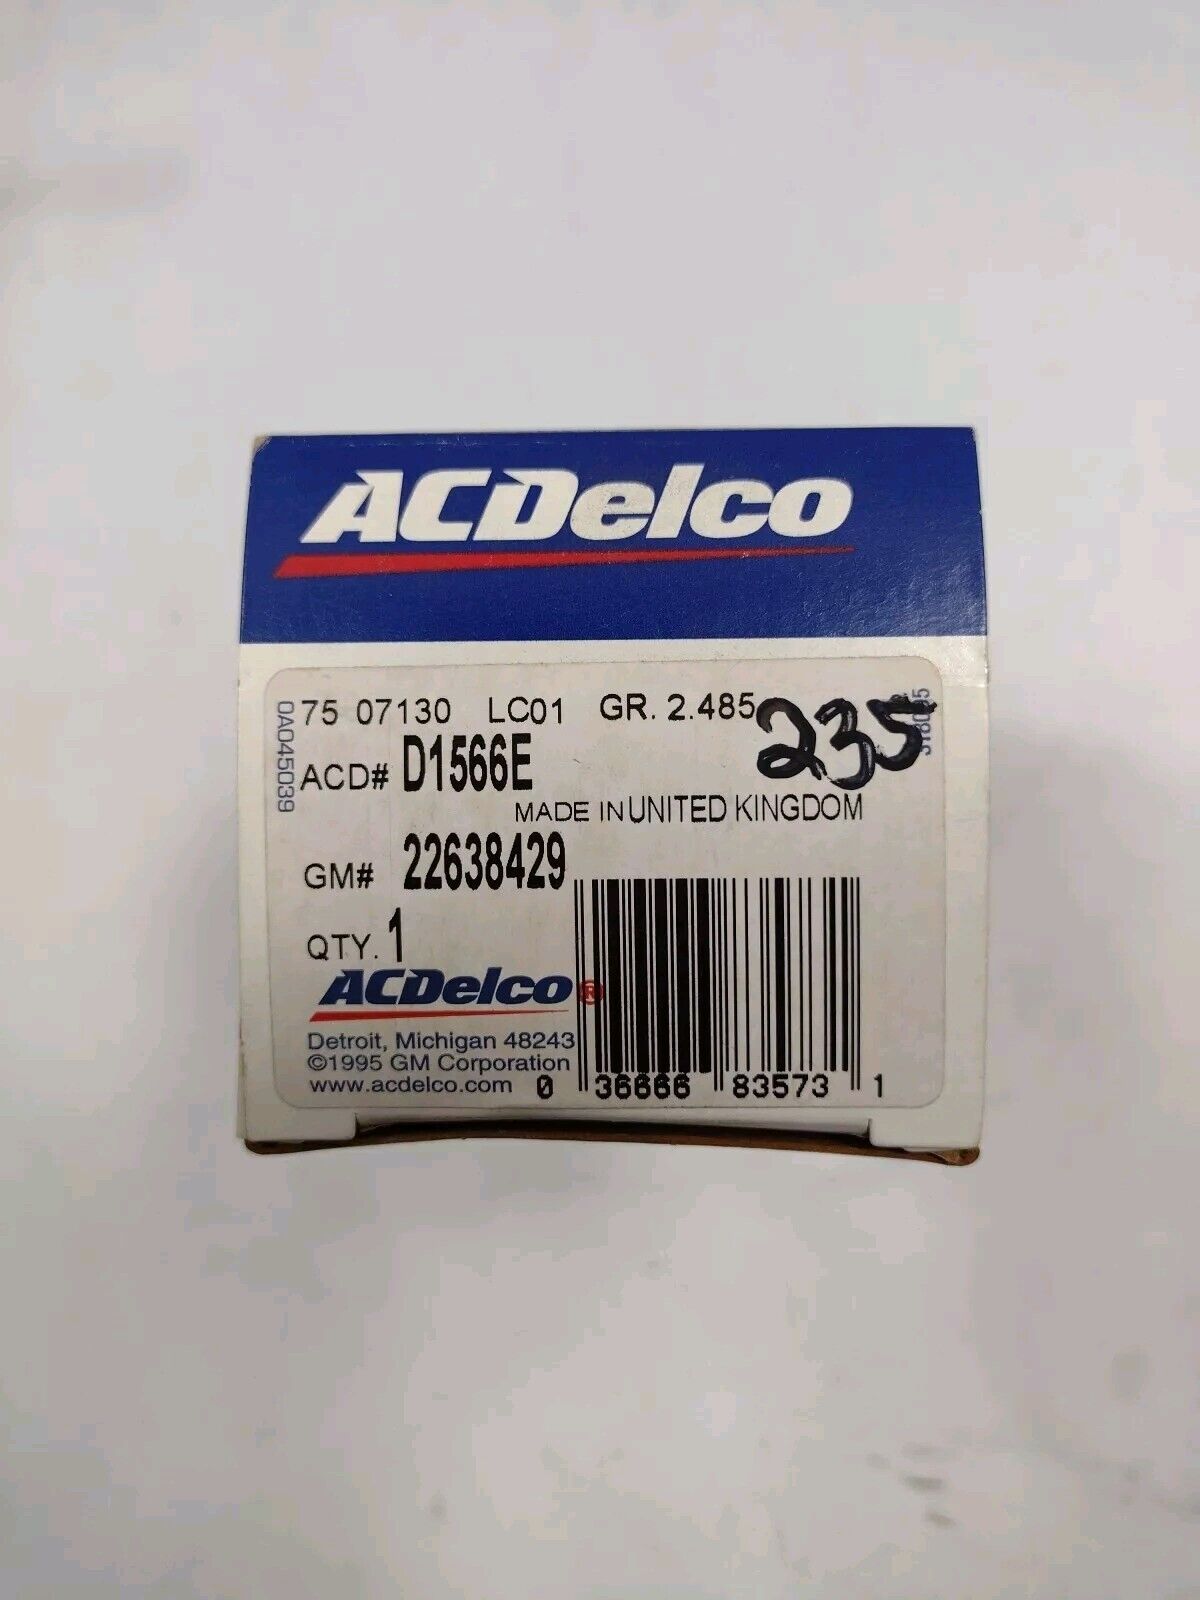 ACDelco
75 07130 LC01 GR. 2.485
235
0A045039
ACD# D1566E
MADE IN UNITED KINGDOM
GM# 22638429
QTY. 1
ACDelco®
Detroit, Michigan 48243
©1995 GM Corporation
www.acdelco.com
0 36666 83573 1